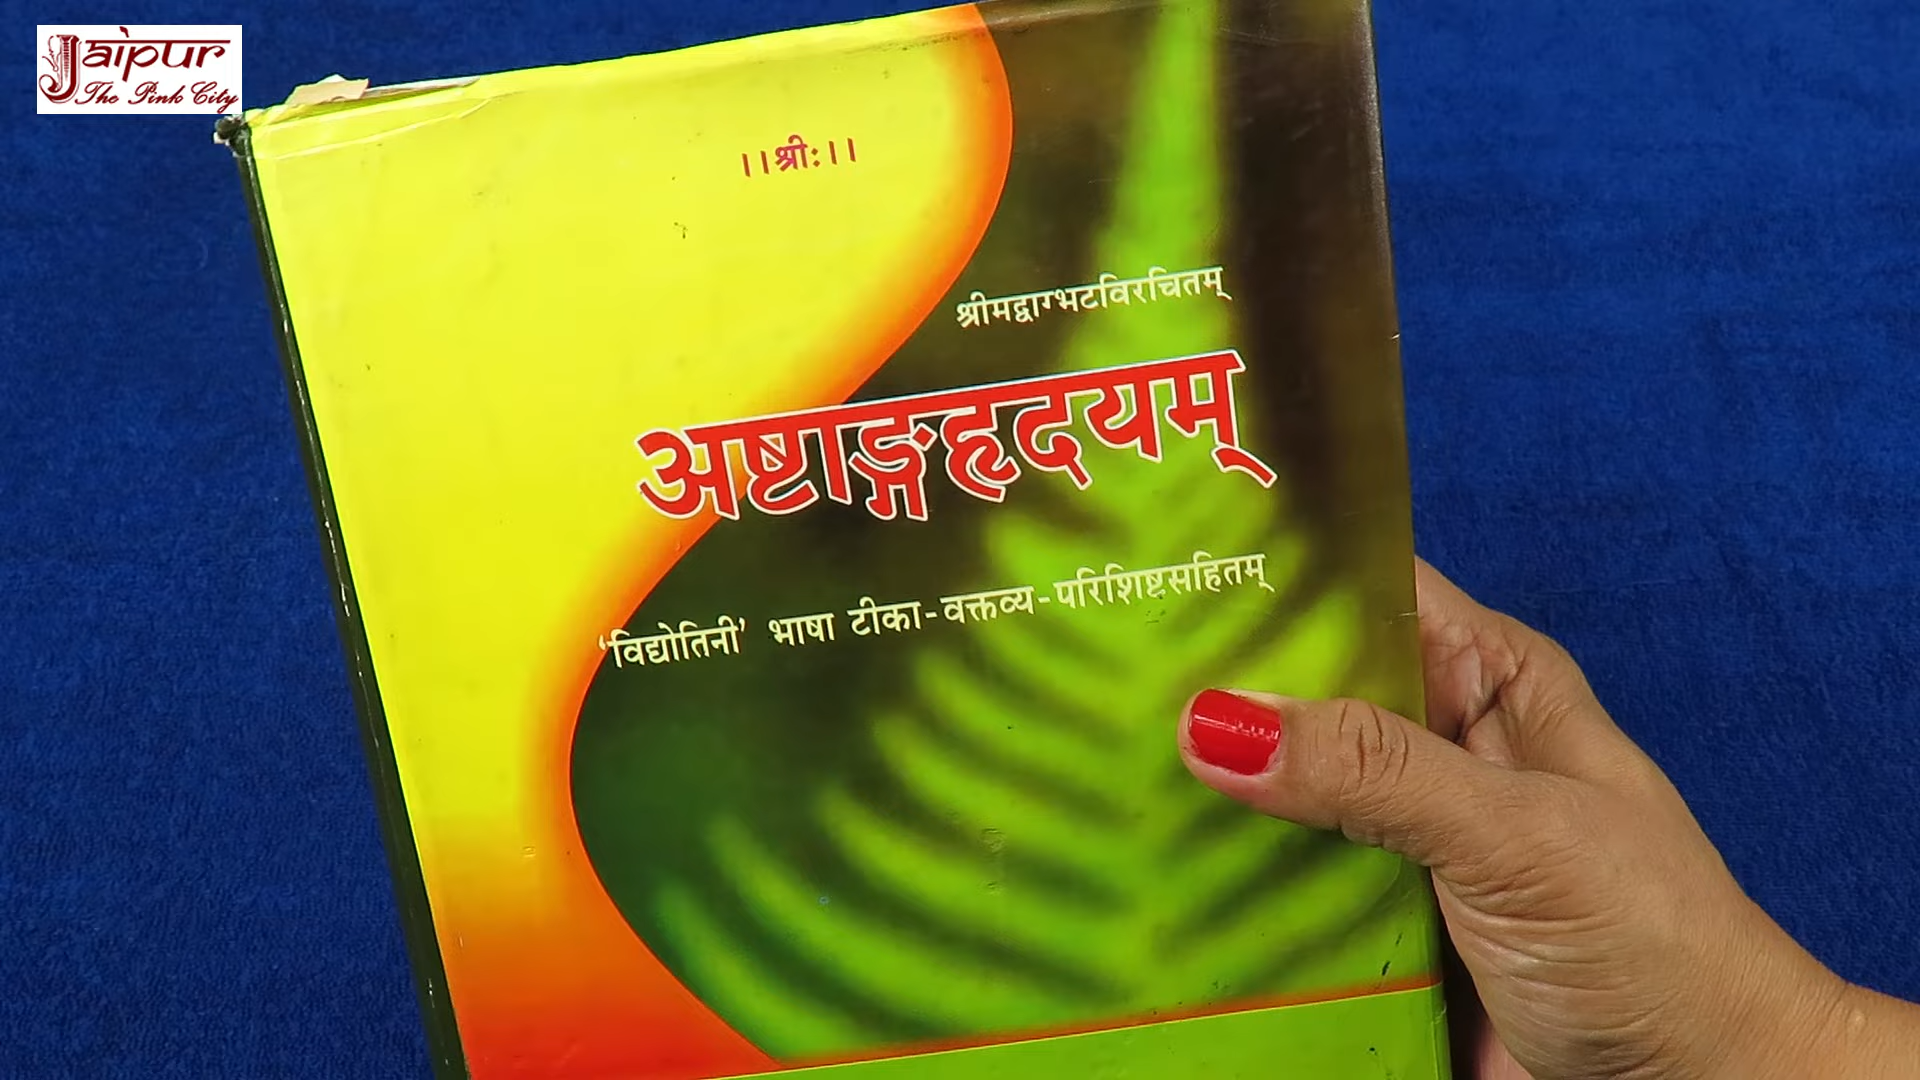 Jaipur
The Pink City
।।श्रीः।।
श्रीमद्वाग्भटविरचितम्
अष्टाङ्गहृदयम्
‘विद्योतिनी’ भाषा टीका-वक्तव्य-परिशिष्टसहितम्